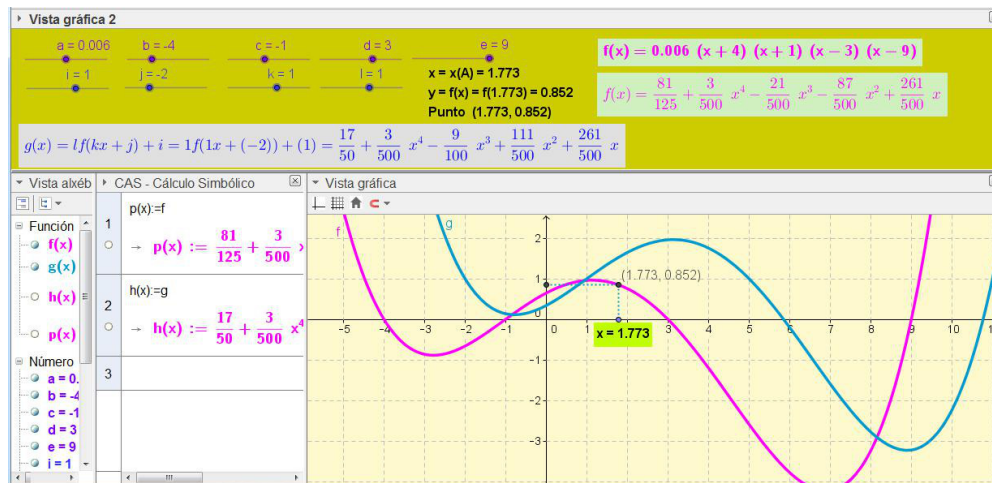 Vista gráfica 2
a = 0.006 b = -4 c = -1 d = 3 e = 9
i = 1 j = -2 k = 1 l = 1
x = x(A) = 1.773
y = f(x) = f(1.773) = 0.852
Punto (1.773, 0.852)
f(x) = 0.006 (x + 4) (x + 1) (x − 3) (x − 9)
f(x) = 81/125 + 3/500 x⁴ − 21/500 x³ − 87/500 x² + 261/500 x
g(x) = lf(kx + j) + i = 1f(1x + (−2)) + (1) = 17/50 + 3/500 x⁴ − 9/100 x³ + 111/500 x² + 261/500 x
Vista alxéb
Función
f(x)
g(x)
h(x)
p(x)
Número
a = 0.
b = -4
c = -1
d = 3
e = 9
i = 1
CAS - Cálculo Simbólico
1 p(x):=f
→ p(x) := 81/125 + 3/500
2 h(x):=g
→ h(x) := 17/50 + 3/500 x⁴
3
Vista gráfica
f g
(1.773, 0.852)
x = 1.773
2
1
0
-1
-2
-3
-5 -4 -3 -2 -1 0 1 2 3 4 5 6 7 8 9 10